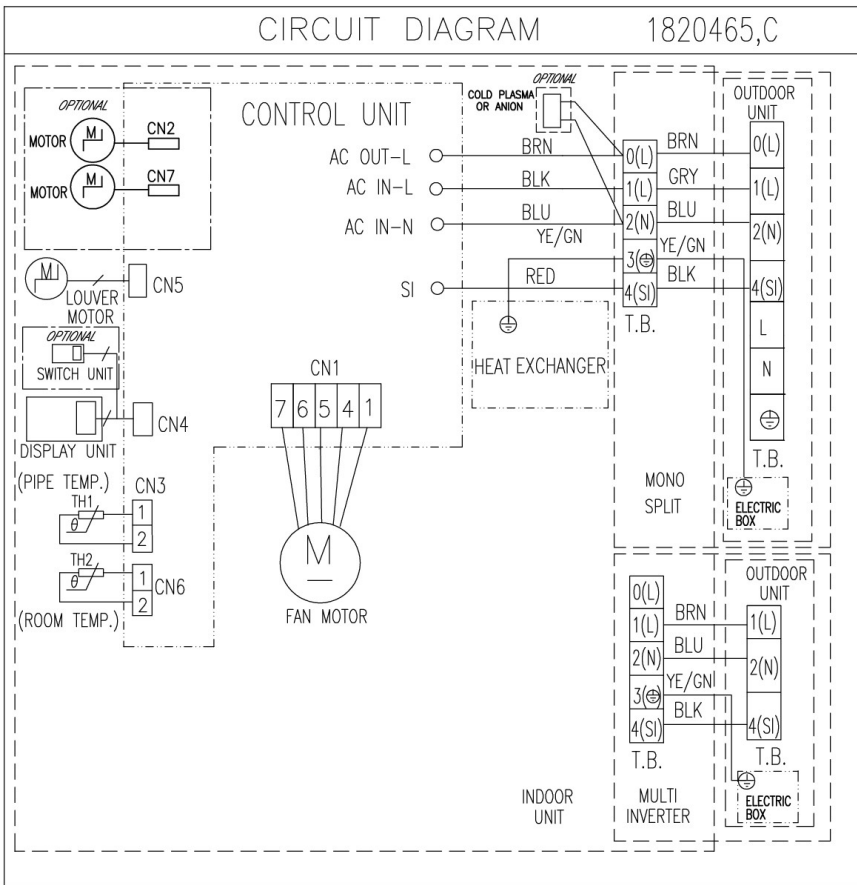 CIRCUIT DIAGRAM 1820465,C
OPTIONAL
MOTOR M CN2
MOTOR M CN7
M CN5
LOUVER
MOTOR
OPTIONAL
SWITCH UNIT
CN4
DISPLAY UNIT
(PIPE TEMP.)
CN3
TH1
θ
1
2
TH2
θ
1
2
CN6
(ROOM TEMP.)
CONTROL UNIT
AC OUT-L
AC IN-L
AC IN-N
SI
BRN
BLK
BLU
YE/GN
RED
OPTIONAL
COLD PLASMA
OR ANION
HEAT EXCHANGER
CN1
7 6 5 4 1
M
FAN MOTOR
0(L)
1(L)
2(N)
3(⏚)
4(SI)
T.B.
BRN
GRY
BLU
YE/GN
BLK
MONO
SPLIT
OUTDOOR
UNIT
0(L)
1(L)
2(N)
4(SI)
L
N
T.B.
ELECTRIC
BOX
0(L)
1(L)
2(N)
3(⏚)
4(SI)
T.B.
BRN
BLU
YE/GN
BLK
MULTI
INVERTER
OUTDOOR
UNIT
1(L)
2(N)
4(SI)
T.B.
ELECTRIC
BOX
INDOOR
UNIT